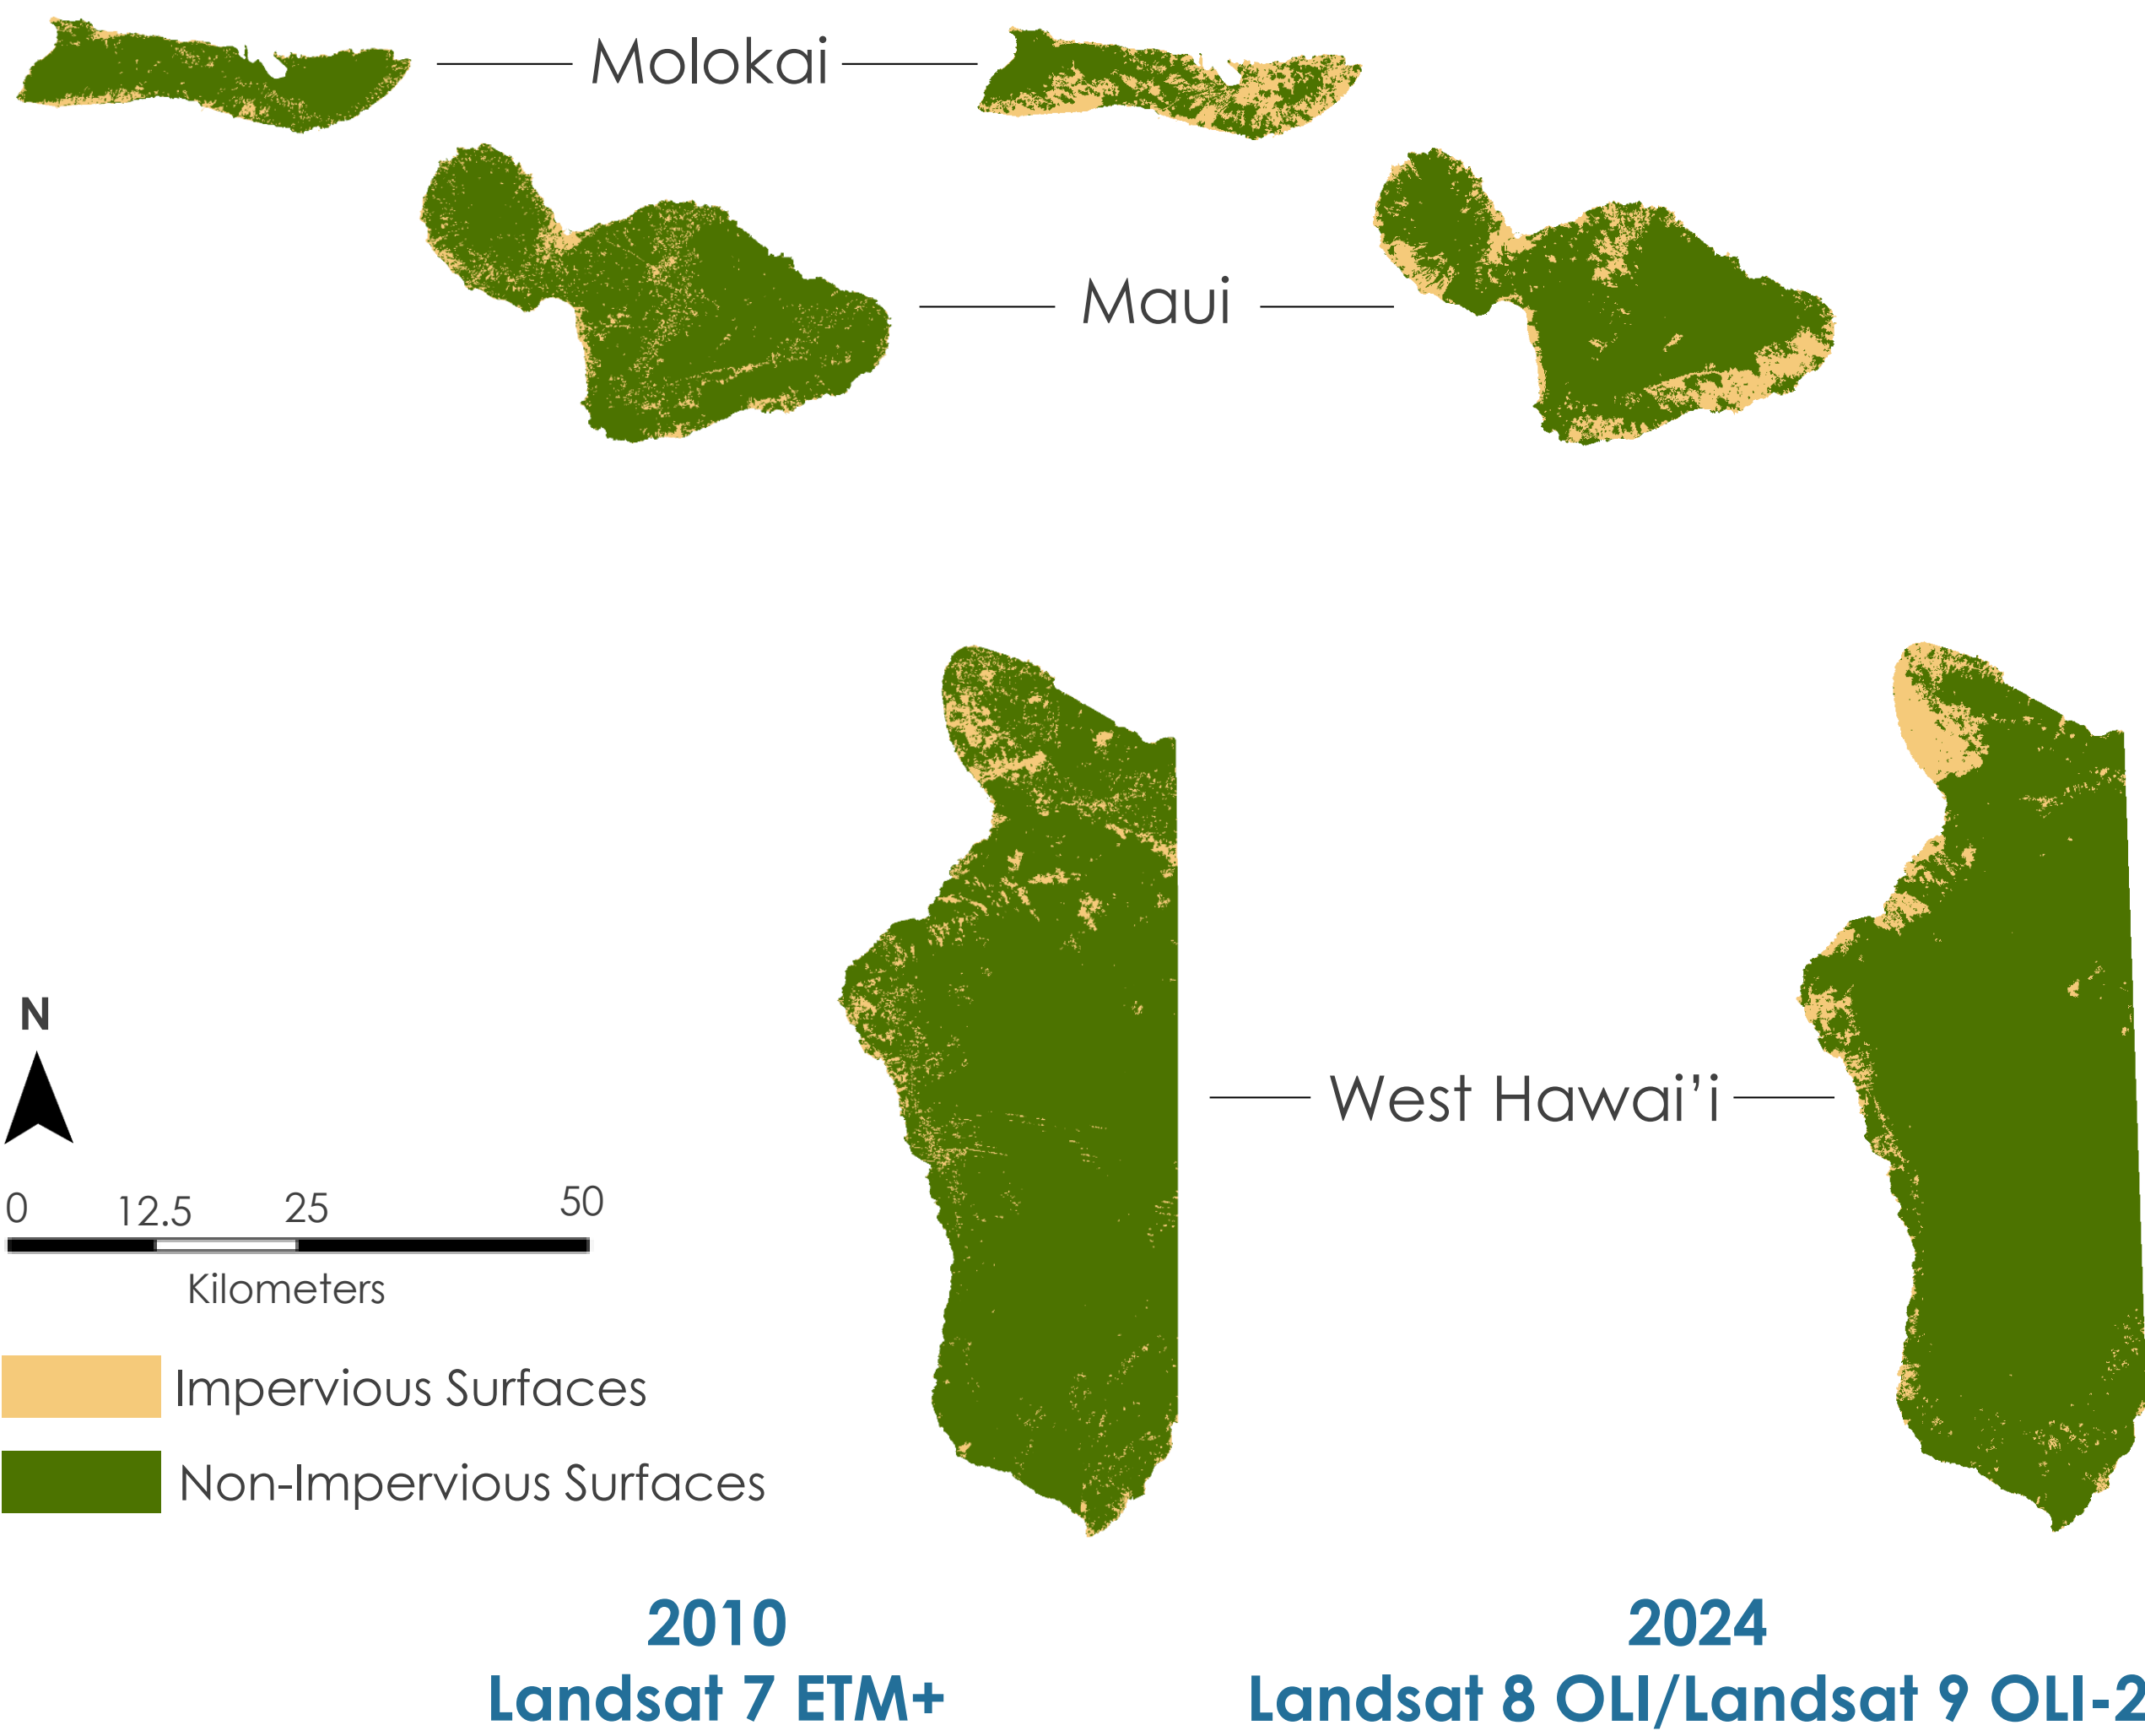 Molokai
Maui
West Hawai’i
N
0 12.5 25 50
Kilometers
Impervious Surfaces
Non-Impervious Surfaces
2010
Landsat 7 ETM+
2024
Landsat 8 OLI/Landsat 9 OLI-2